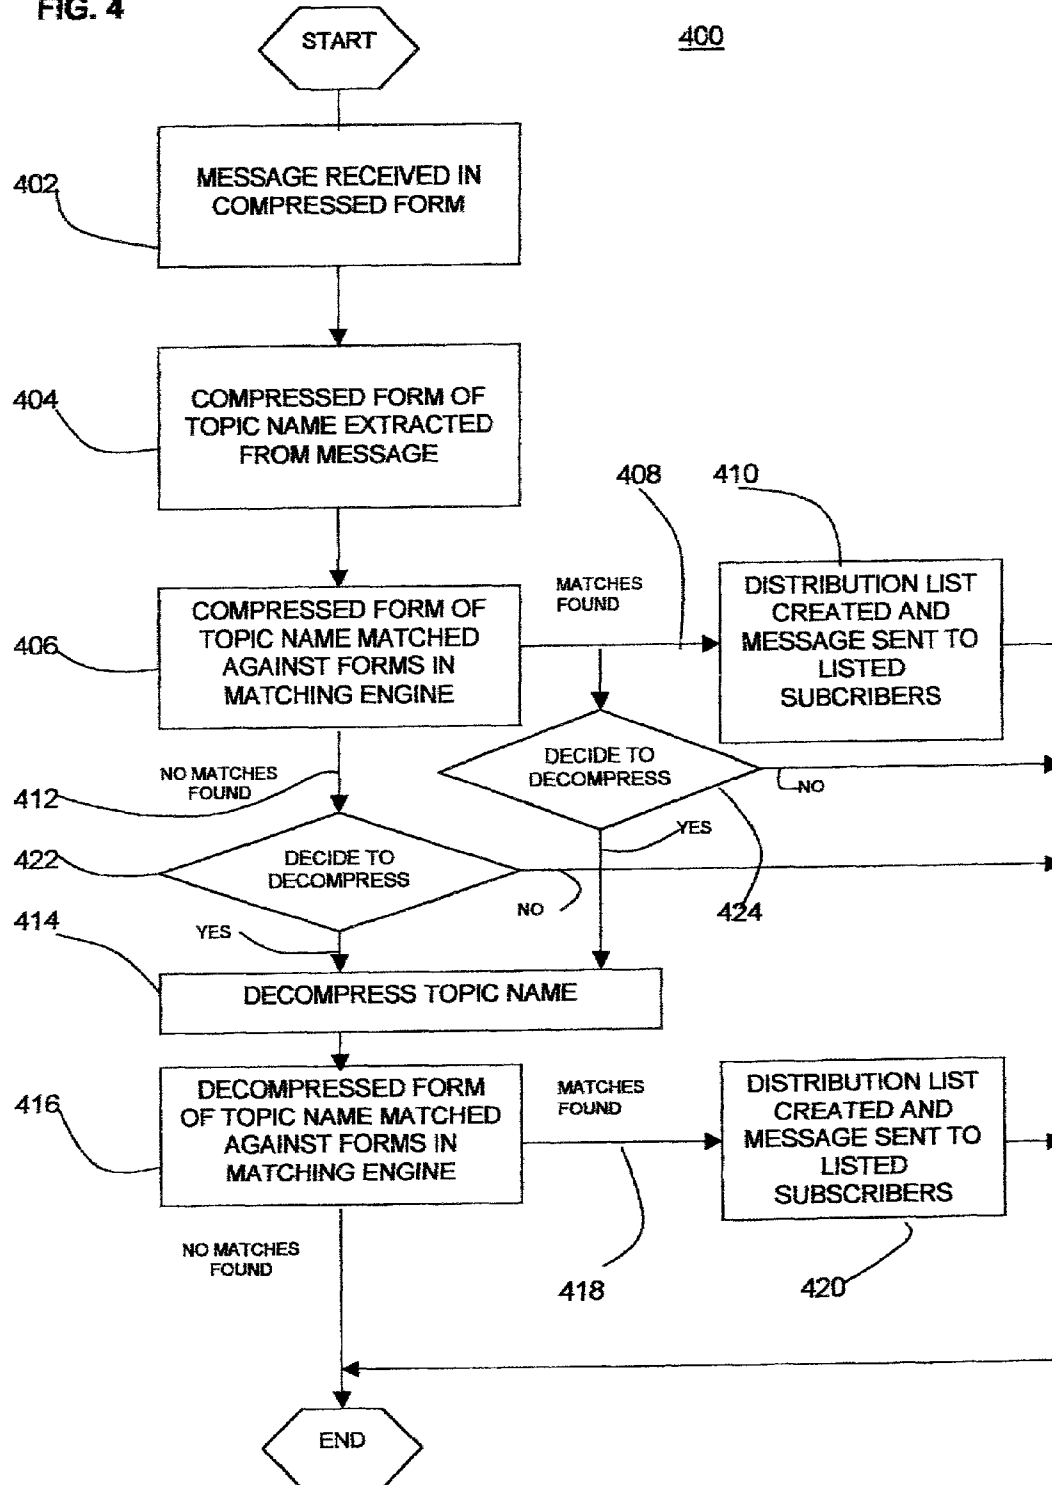 FIG. 4
START
400
402
MESSAGE RECEIVED IN
COMPRESSED FORM
404
COMPRESSED FORM OF
TOPIC NAME EXTRACTED
FROM MESSAGE
408
410
406
COMPRESSED FORM OF
TOPIC NAME MATCHED
AGAINST FORMS IN
MATCHING ENGINE
MATCHES
FOUND
DISTRIBUTION LIST
CREATED AND
MESSAGE SENT TO
LISTED
SUBCRIBERS
NO MATCHES
FOUND
412
DECIDE TO
DECOMPRESS
NO
YES
422
DECIDE TO
DECOMPRESS
NO
424
414
YES
DECOMPRESS TOPIC NAME
416
DECOMPRESSED FORM
OF TOPIC NAME MATCHED
AGAINST FORMS IN
MATCHING ENGINE
MATCHES
FOUND
DISTRIBUTION LIST
CREATED AND
MESSAGE SENT TO
LISTED
SUBSCRIBERS
NO MATCHES
FOUND
418
420
END